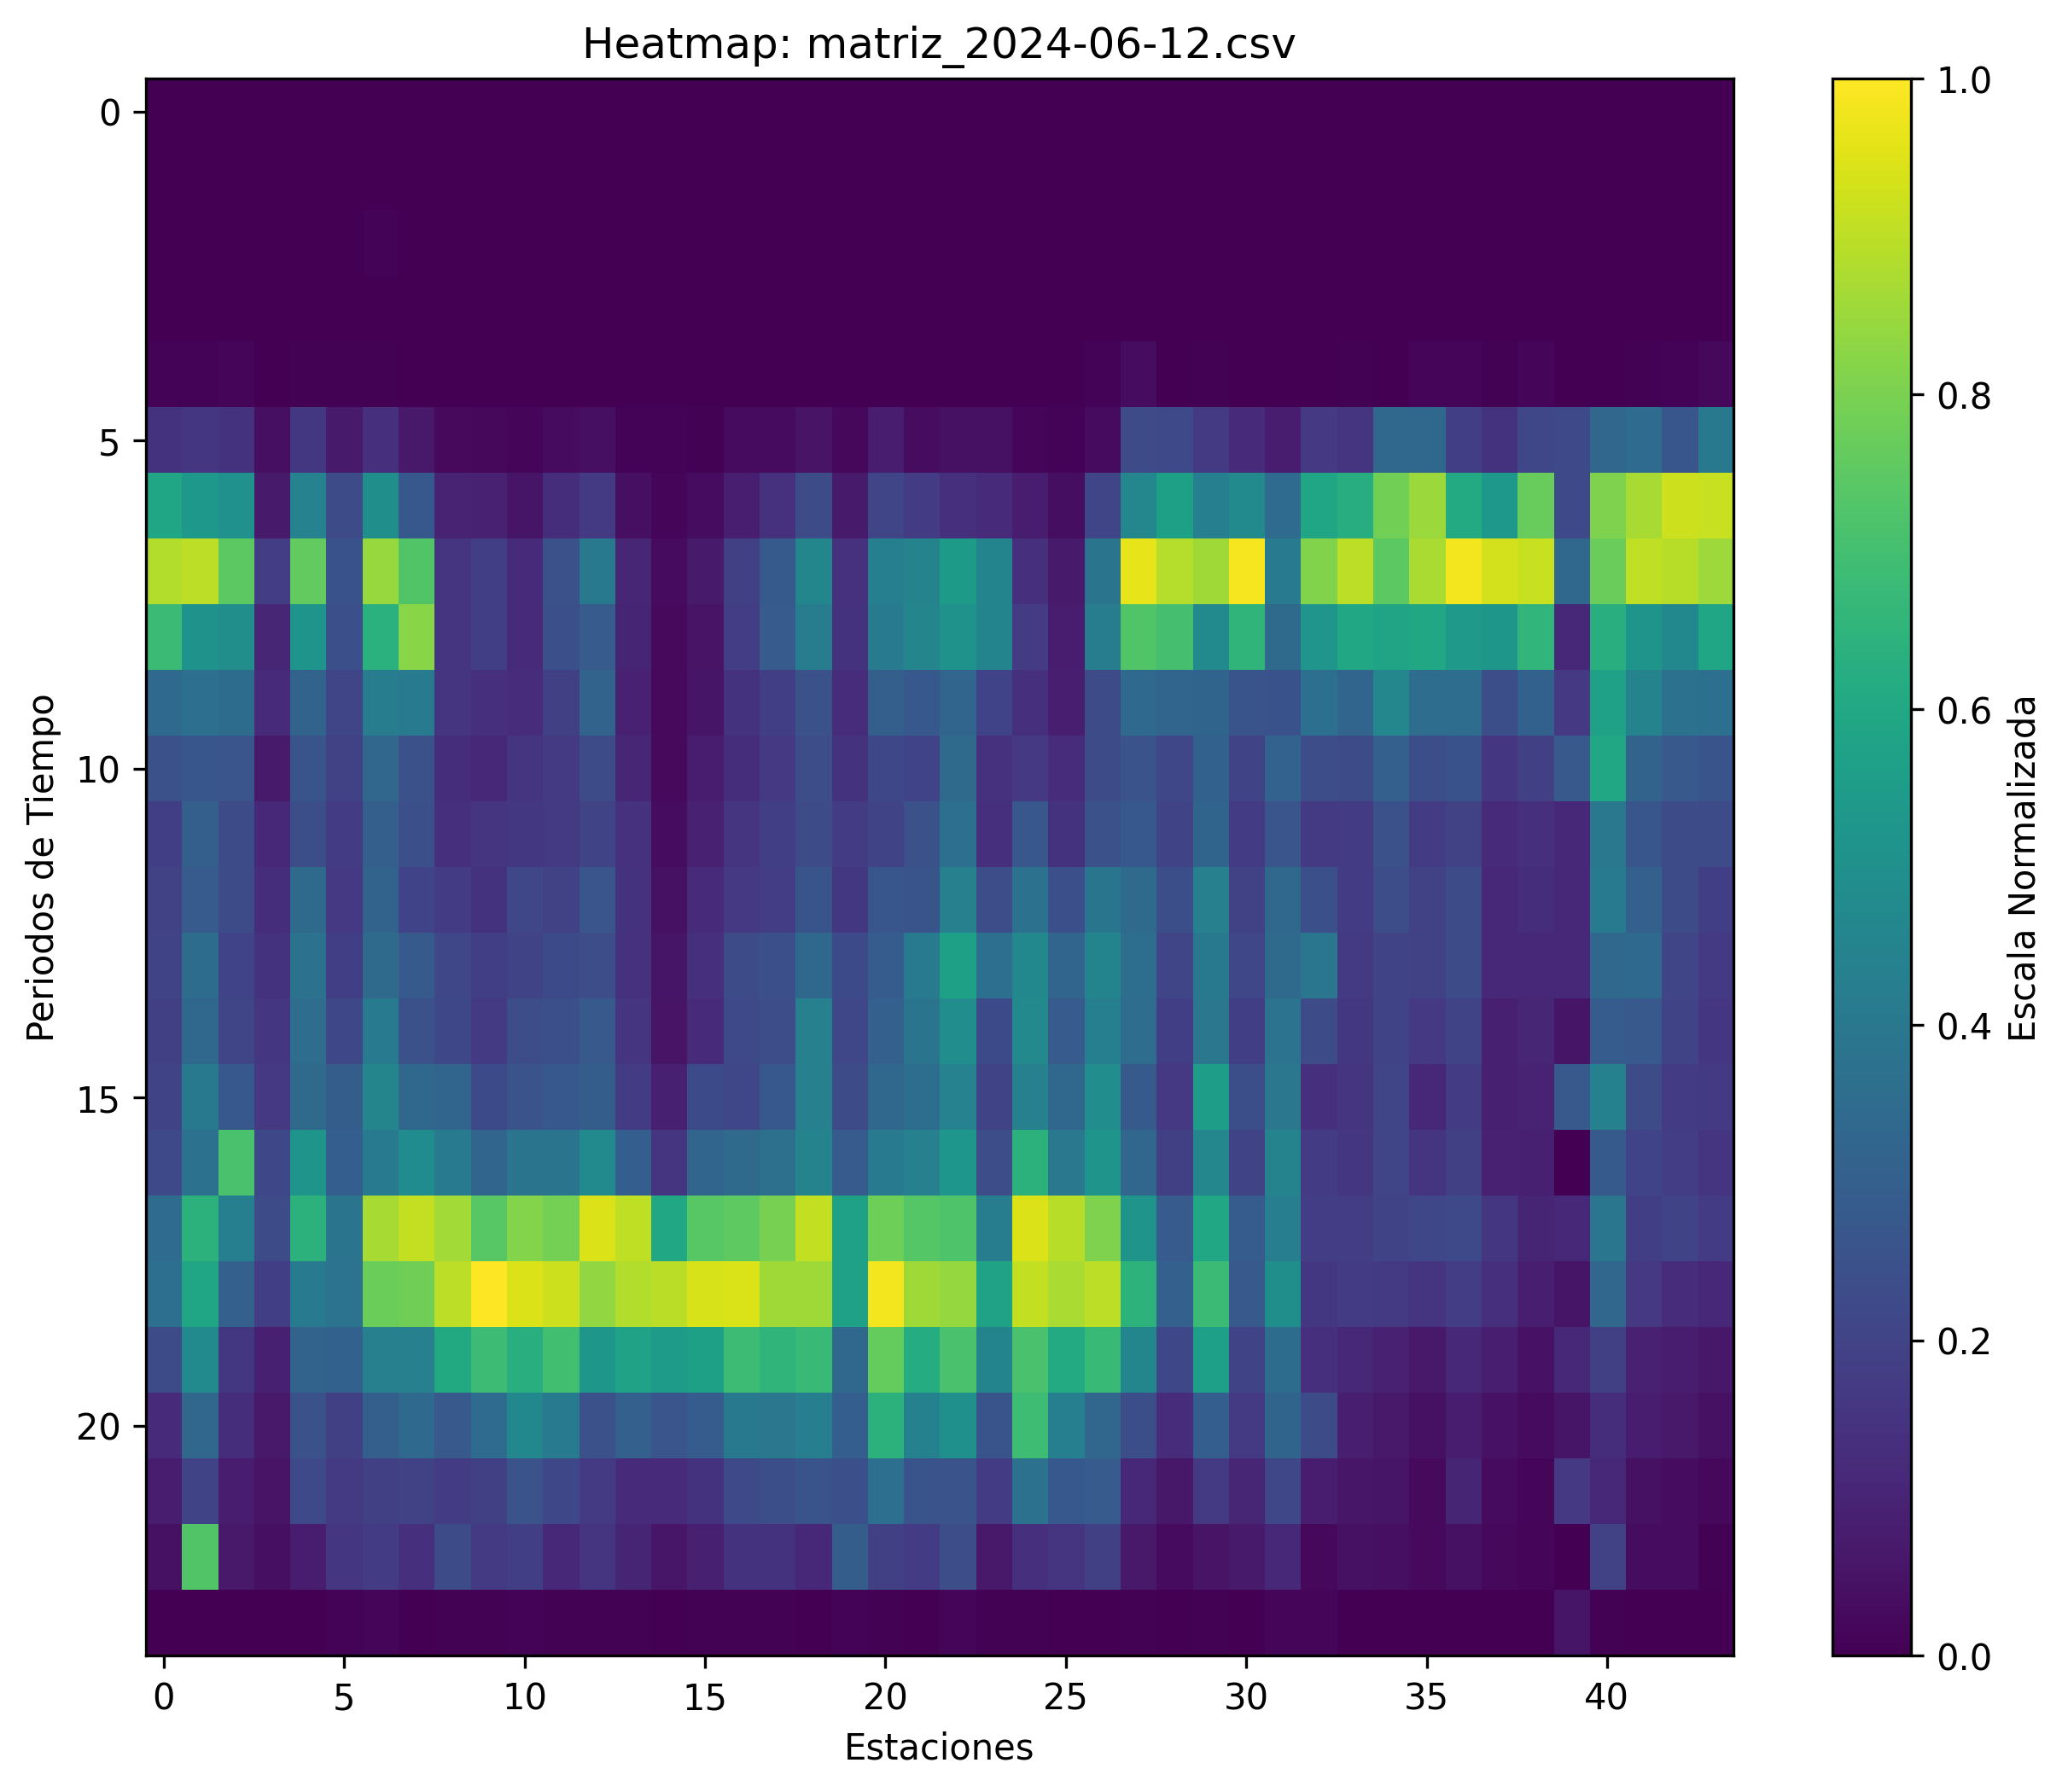 Heatmap: matriz_2024-06-12.csv
0
5
10
15
20
Periodos de Tiempo
0 5 10 15 20 25 30 35 40
Estaciones
1.0
0.8
0.6
0.4
0.2
0.0
Escala Normalizada